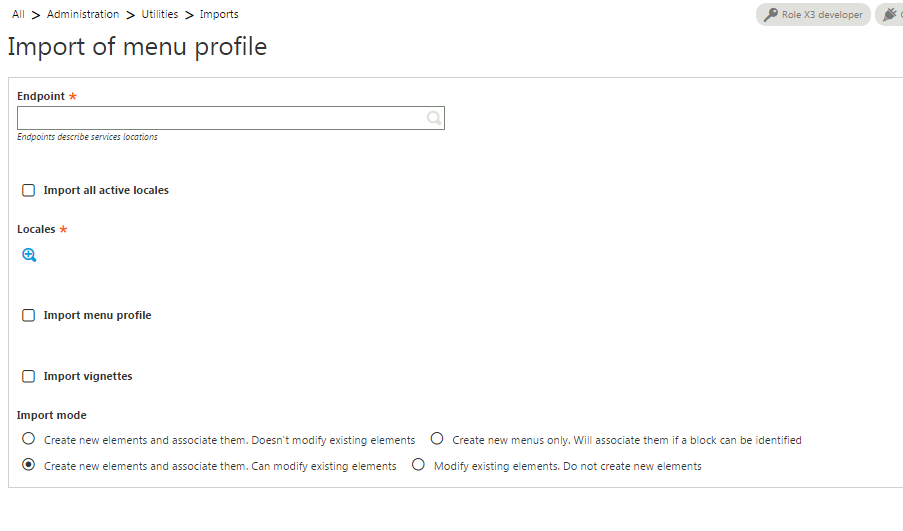 All > Administration > Utilities > Imports
Role X3 developer
Import of menu profile
Endpoint *
Endpoints describe services locations
Import all active locales
Locales *
Import menu profile
Import vignettes
Import mode
Create new elements and associate them. Doesn't modify existing elements
Create new menus only. Will associate them if a block can be identified
Create new elements and associate them. Can modify existing elements
Modify existing elements. Do not create new elements